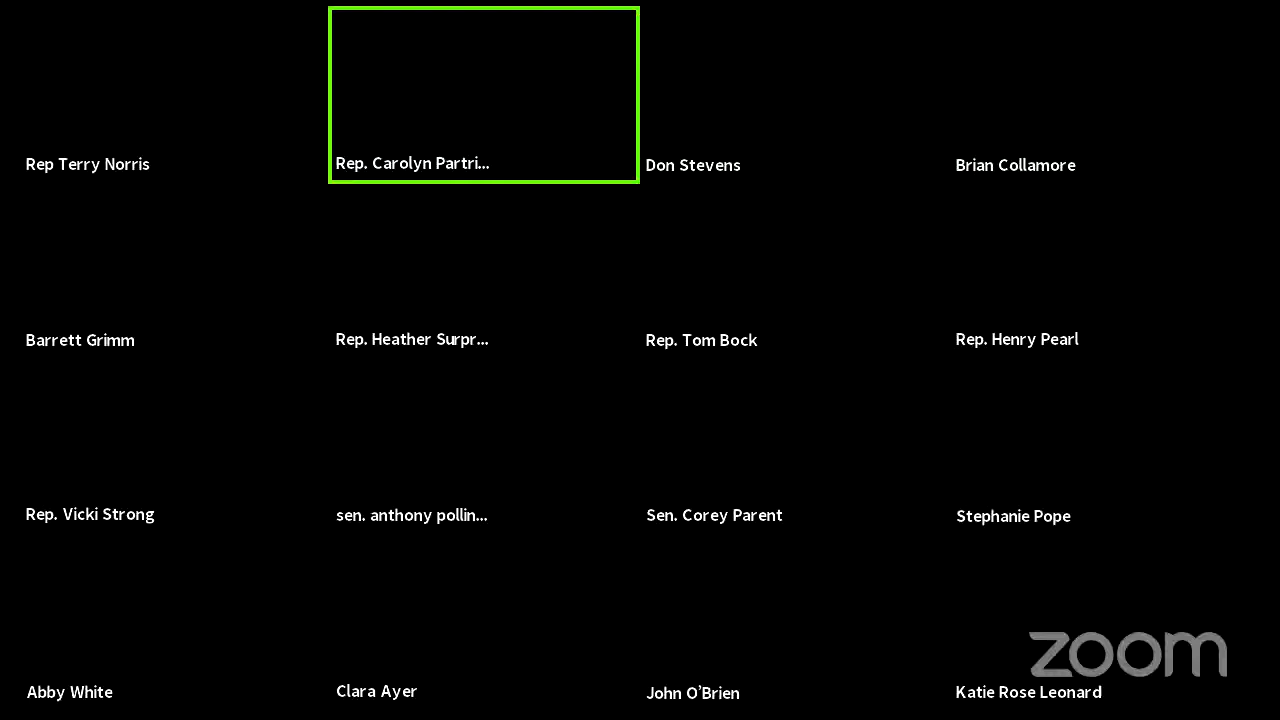 Rep Terry Norris
Rep. Carolyn Partri...
Don Stevens
Brian Collamore
Barrett Grimm
Rep. Heather Surpr...
Rep. Tom Bock
Rep. Henry Pearl
Rep. Vicki Strong
sen. anthony pollin...
Sen. Corey Parent
Stephanie Pope
zoom
Abby White
Clara Ayer
John O'Brien
Katie Rose Leonard